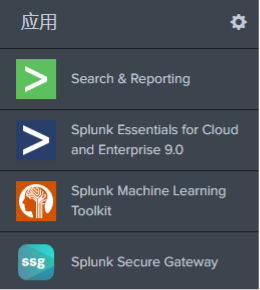 应用
Search & Reporting
Splunk Essentials for Cloud
and Enterprise 9.0
Splunk Machine Learning
Toolkit
ssg
Splunk Secure Gateway